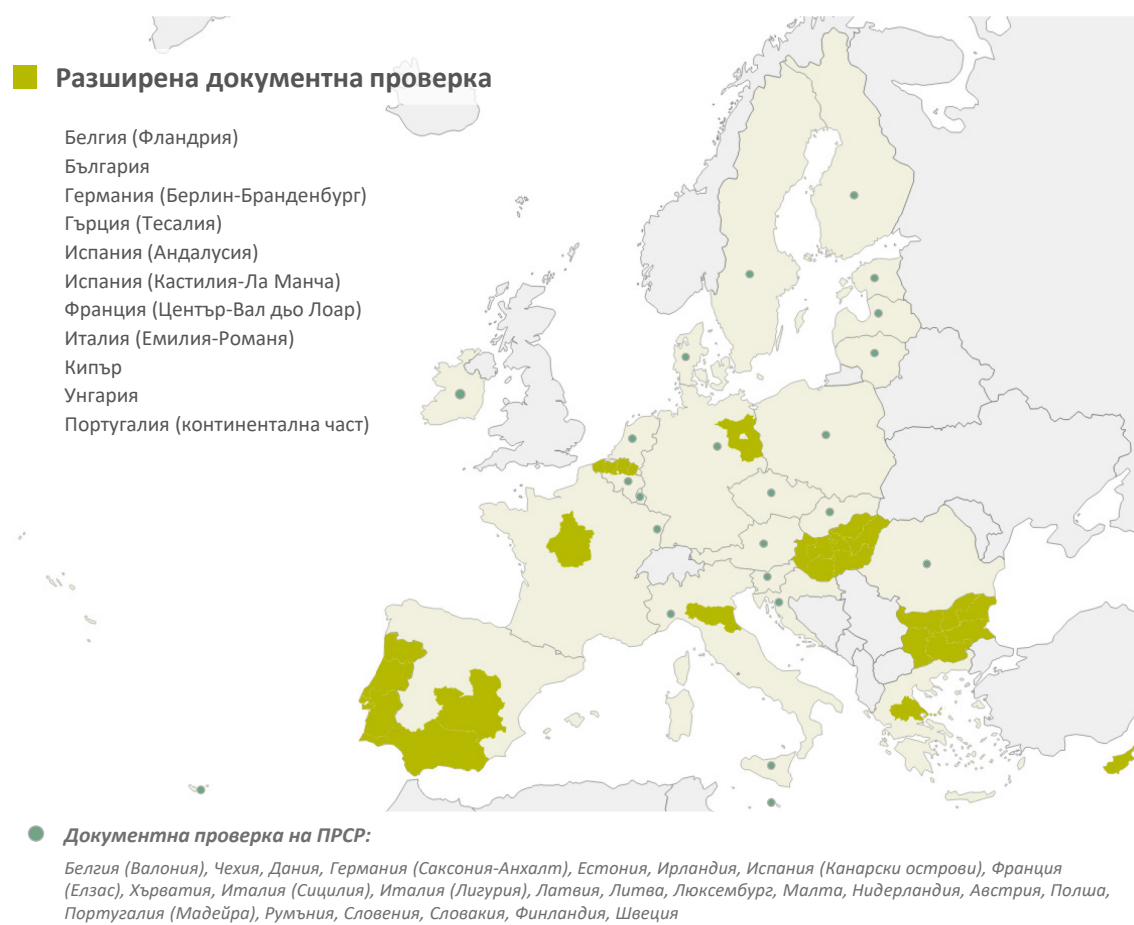 Разширена документна проверка
Белгия (Фландрия)
България
Германия (Берлин-Бранденбург)
Гърция (Тесалия)
Испания (Андалусия)
Испания (Кастилия-Ла Манча)
Франция (Център-Вал дьо Лоар)
Италия (Емилия-Романя)
Кипър
Унгария
Португалия (континентална част)
Документна проверка на ПРСР:
Белгия (Валония), Чехия, Дания, Германия (Саксония-Анхалт), Естония, Ирландия, Испания (Канарски острови), Франция
(Елзас), Хърватия, Италия (Сицилия), Италия (Лигурия), Латвия, Литва, Люксембург, Малта, Нидерландия, Австрия, Полша,
Португалия (Мадейра), Румъния, Словения, Словакия, Финландия, Швеция